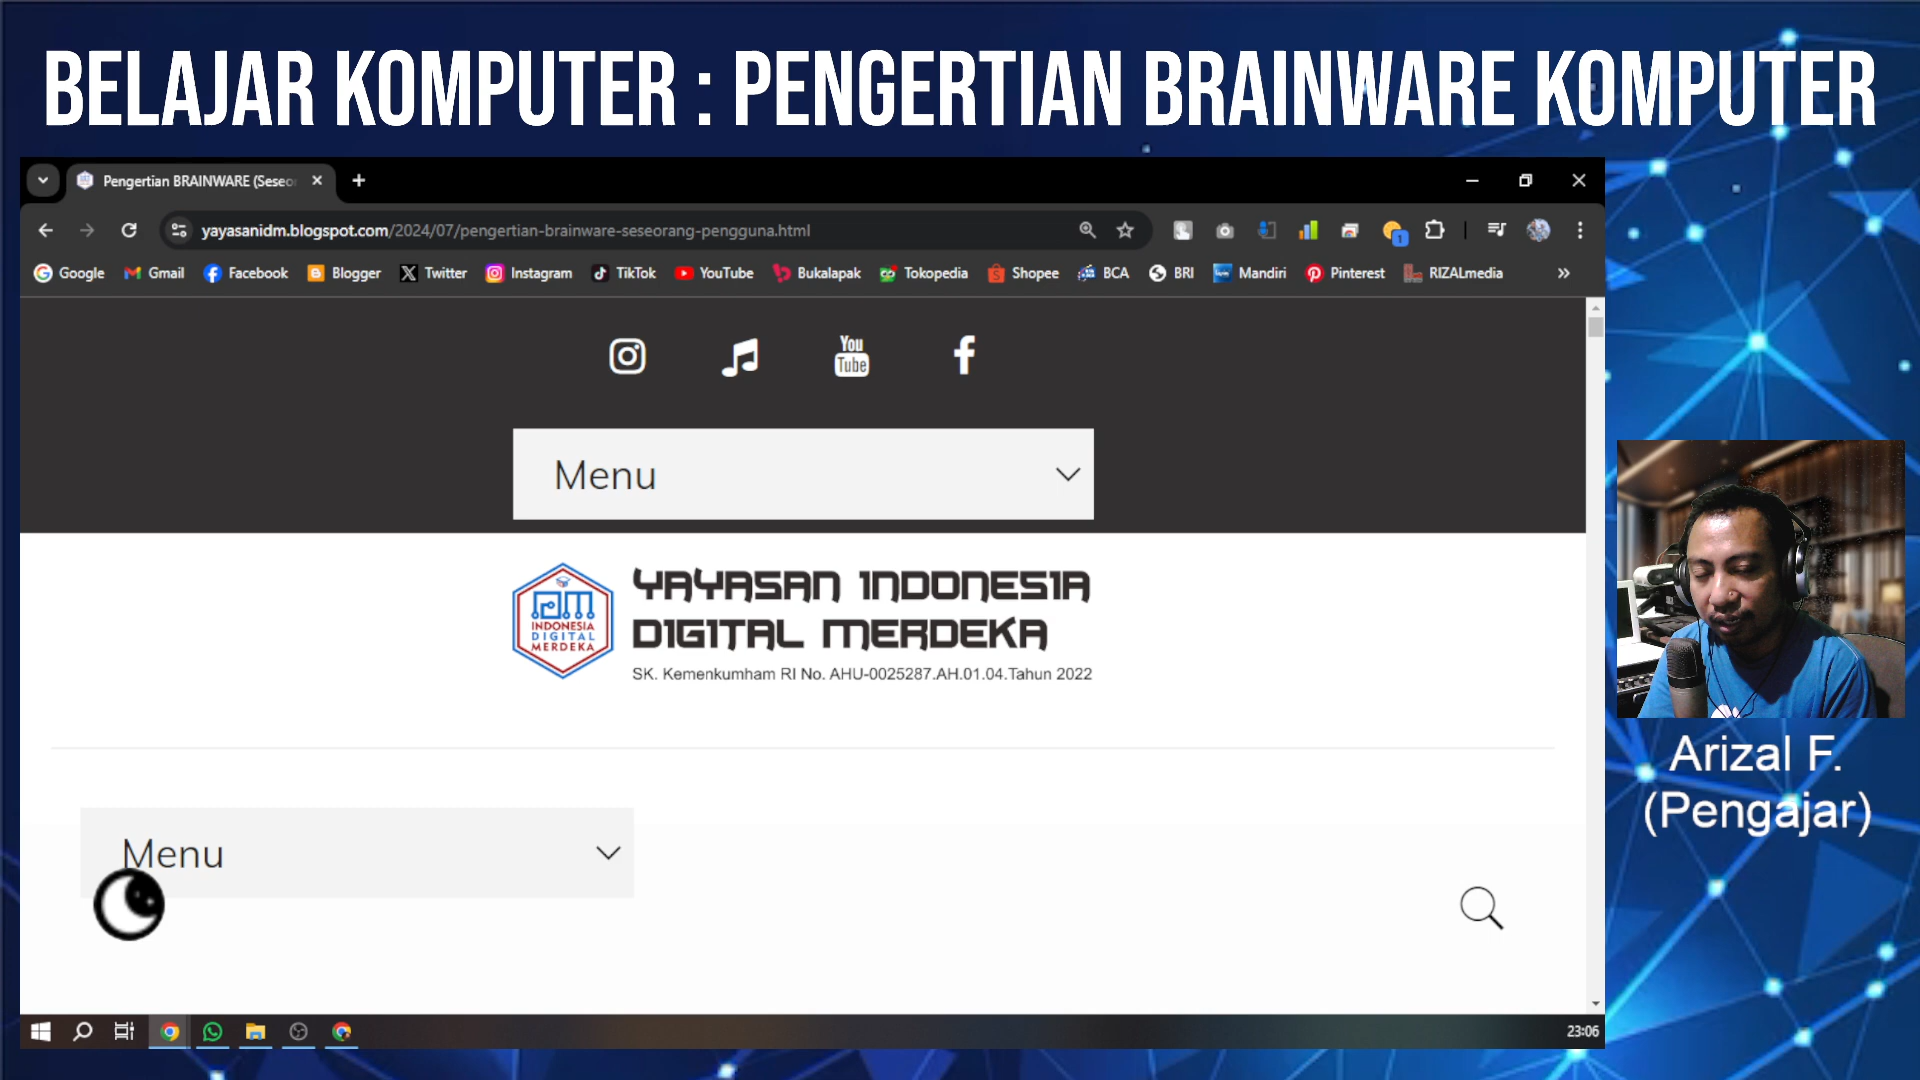 BELAJAR KOMPUTER : PENGERTIAN BRAINWARE KOMPUTER
Pengertian BRAINWARE (Seseo
yayasanidm.blogspot.com/2024/07/pengertian-brainware-seseorang-pengguna.html
1
Google Gmail Facebook Blogger Twitter Instagram TikTok YouTube Bukalapak Tokopedia Shopee BCA BRI Mandiri Pinterest RIZALmedia
You
Tube
Menu
YAYASAN INDONESIA
DIGITAL MERDEKA
SK. Kemenkumham RI No. AHU-0025287.AH.01.04.Tahun 2022
idm
INDONESIA
DIGITAL
MERDEKA
Menu
Arizal F.
(Pengajar)
23:06